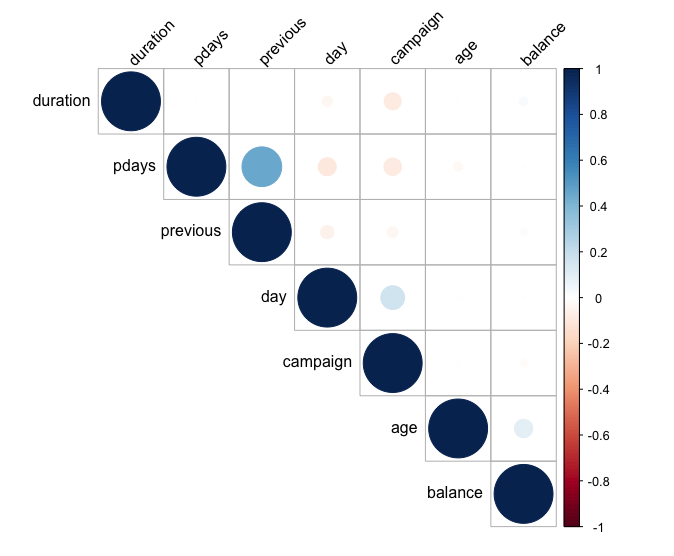 duration
pdays
previous
day
campaign
age
balance
duration
pdays
previous
day
campaign
age
balance
1
0.8
0.6
0.4
0.2
0
-0.2
-0.4
-0.6
-0.8
-1